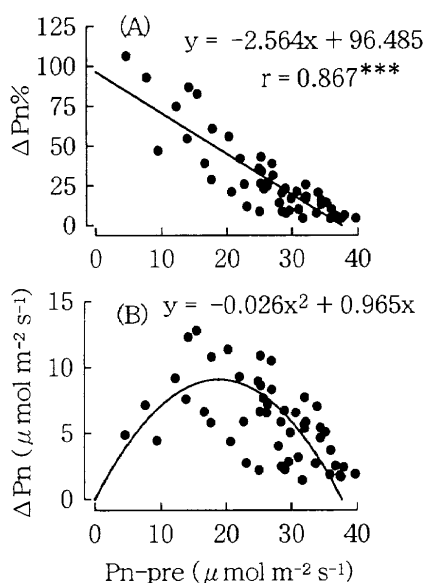 (A)
y = -2.564x + 96.485
r = 0.867***
ΔPn%
125
100
75
50
25
0
0 10 20 30 40
(B)
y = -0.026x² + 0.965x
ΔPn (μ mol m⁻² s⁻¹)
15
10
5
0
0 10 20 30 40
Pn-pre (μ mol m⁻² s⁻¹)